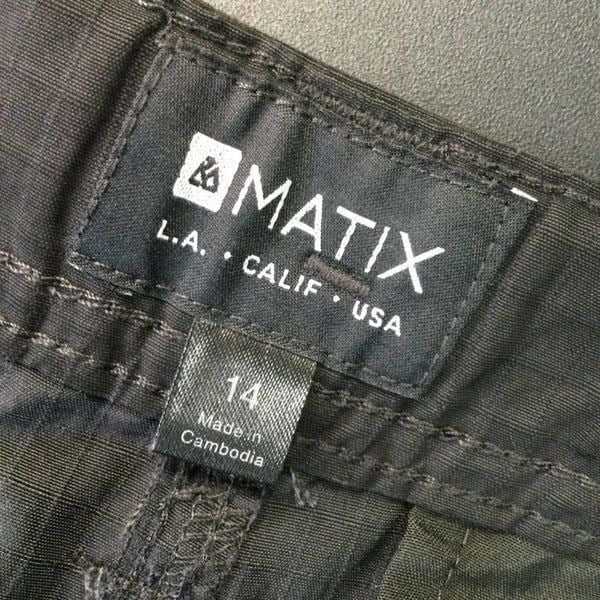 MATIX
L.A. · CALIF · USA
14
Made in
Cambodia